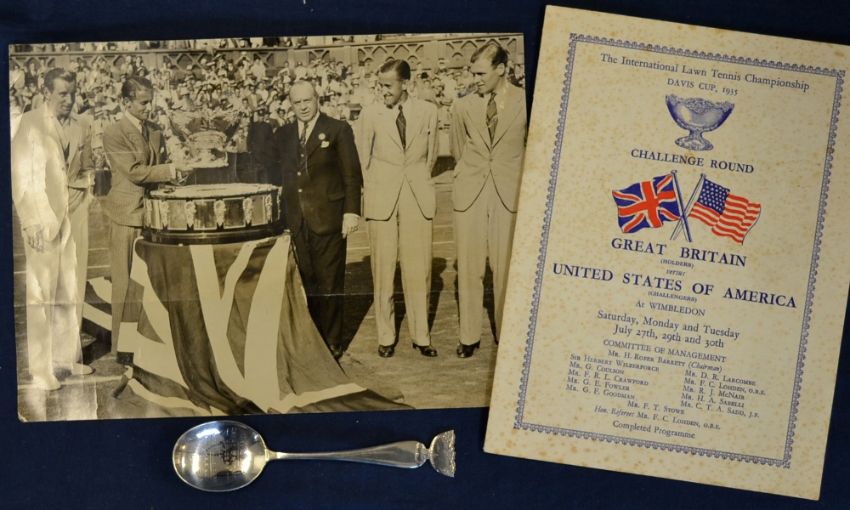 The International Lawn Tennis Championship
DAVIS CUP, 1935
CHALLENGE ROUND
GREAT BRITAIN
(HOLDERS)
versus
UNITED STATES OF AMERICA
(CHALLENGERS)
At WIMBLEDON
Saturday, Monday and Tuesday
July 27th, 29th and 30th
COMMITTEE OF MANAGEMENT
Mr. H. Roper Barrett (Chairman)
Sir Herbert Wilberforce
Mr. D. R. Larcombe
Mr. G. Coulson
Mr. F. C. Lohden, O.B.E.
Mr. F. R. L. Crawford
Mr. R. J. McNair
Mr. G. E. Fowler
Mr. H. A. Sabelli
Mr. G. F. Goodman
Mr. C. T. A. Sadd, J.P.
Mr. F. T. Stowe
Hon. Referee: Mr. F. C. Lohden, O.B.E.
Completed Programme